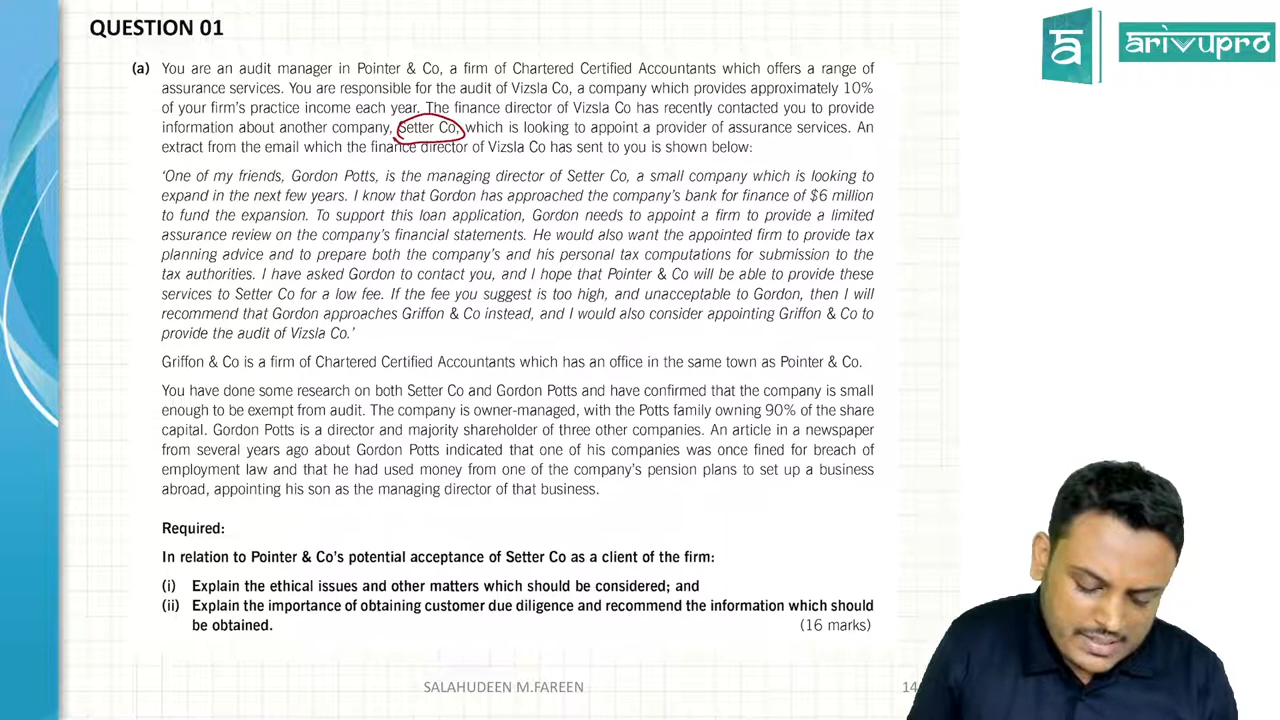 QUESTION 01
arivupro
(a) You are an audit manager in Pointer & Co, a firm of Chartered Certified Accountants which offers a range of
assurance services. You are responsible for the audit of Vizsla Co, a company which provides approximately 10%
of your firm's practice income each year. The finance director of Vizsla Co has recently contacted you to provide
information about another company, Setter Co, which is looking to appoint a provider of assurance services. An
extract from the email which the finance director of Vizsla Co has sent to you is shown below:
'One of my friends, Gordon Potts, is the managing director of Setter Co, a small company which is looking to
expand in the next few years. I know that Gordon has approached the company's bank for finance of $6 million
to fund the expansion. To support this loan application, Gordon needs to appoint a firm to provide a limited
assurance review on the company's financial statements. He would also want the appointed firm to provide tax
planning advice and to prepare both the company's and his personal tax computations for submission to the
tax authorities. I have asked Gordon to contact you, and I hope that Pointer & Co will be able to provide these
services to Setter Co for a low fee. If the fee you suggest is too high, and unacceptable to Gordon, then I will
recommend that Gordon approaches Griffon & Co instead, and I would also consider appointing Griffon & Co to
provide the audit of Vizsla Co.'
Griffon & Co is a firm of Chartered Certified Accountants which has an office in the same town as Pointer & Co.
You have done some research on both Setter Co and Gordon Potts and have confirmed that the company is small
enough to be exempt from audit. The company is owner-managed, with the Potts family owning 90% of the share
capital. Gordon Potts is a director and majority shareholder of three other companies. An article in a newspaper
from several years ago about Gordon Potts indicated that one of his companies was once fined for breach of
employment law and that he had used money from one of the company's pension plans to set up a business
abroad, appointing his son as the managing director of that business.
Required:
In relation to Pointer & Co's potential acceptance of Setter Co as a client of the firm:
(i) Explain the ethical issues and other matters which should be considered; and
(ii) Explain the importance of obtaining customer due diligence and recommend the information which should
be obtained. (16 marks)
SALAHUDEEN M.FAREEN 14